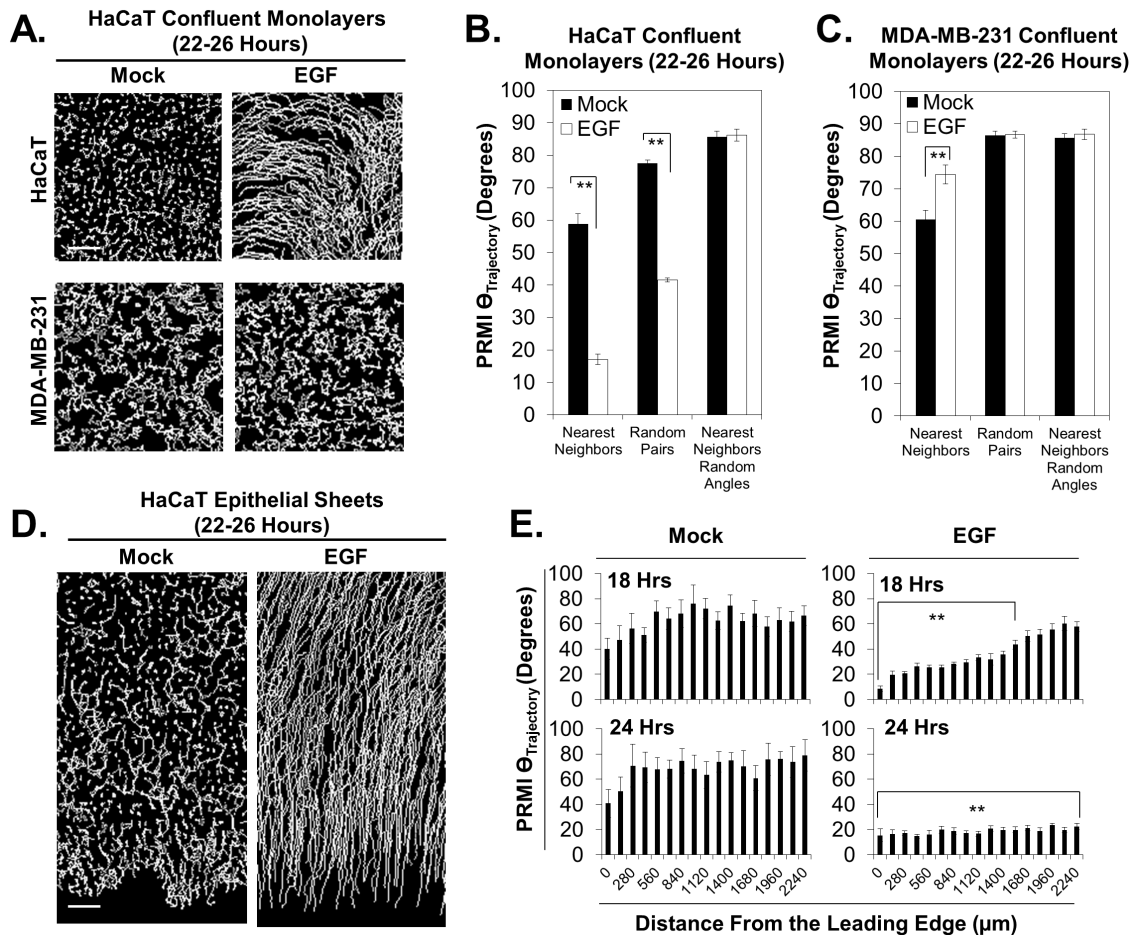 A.
HaCaT Confluent Monolayers
(22-26 Hours)
Mock
EGF
HaCaT
MDA-MB-231
B.
HaCaT Confluent
Monolayers (22-26 Hours)
PRMI ΘTrajectory (Degrees)
100
90
80
70
60
50
40
30
20
10
0
Mock
EGF
**
**
Nearest
Neighbors
Random
Pairs
Nearest
Neighbors
Random
Angles
C.
MDA-MB-231 Confluent
Monolayers (22-26 Hours)
PRMI ΘTrajectory (Degrees)
100
90
80
70
60
50
40
30
20
10
0
Mock
EGF
**
Nearest
Neighbors
Random
Pairs
Nearest
Neighbors
Random
Angles
D.
HaCaT Epithelial Sheets
(22-26 Hours)
Mock
EGF
E.
Mock
EGF
PRMI ΘTrajectory (Degrees)
100
80
60
40
20
0
18 Hrs
100
80
60
40
20
0
18 Hrs
**
100
80
60
40
20
0
24 Hrs
0
280
560
840
1120
1400
1680
1960
2240
100
80
60
40
20
0
24 Hrs
**
0
280
560
840
1120
1400
1680
1960
2240
Distance From the Leading Edge (µm)